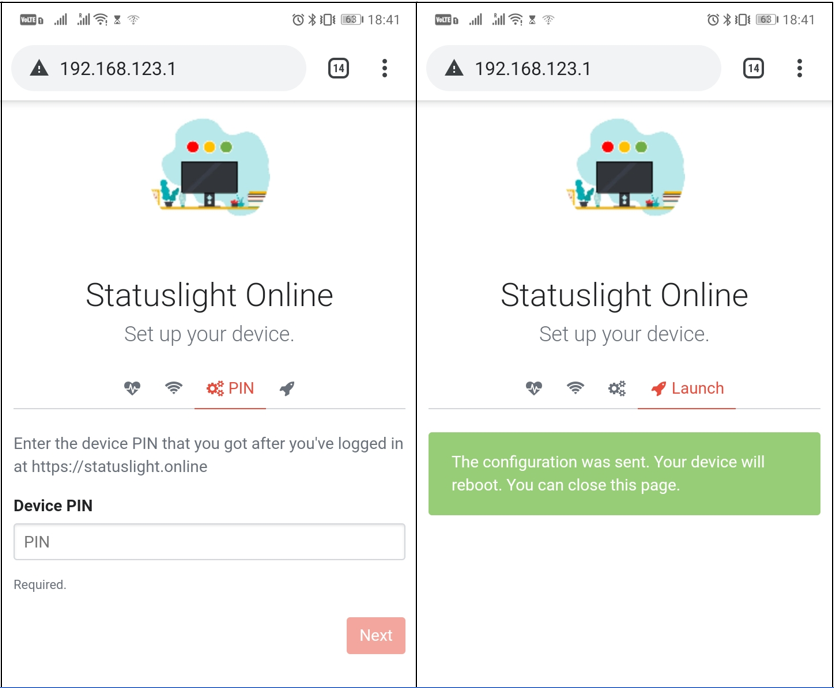 VoLTE 63 18:41
192.168.123.1 14
Statuslight Online
Set up your device.
PIN
Enter the device PIN that you got after you've logged in
at https://statuslight.online
Device PIN
PIN
Required.
Next
VoLTE 63 18:41
192.168.123.1 14
Statuslight Online
Set up your device.
Launch
The configuration was sent. Your device will
reboot. You can close this page.